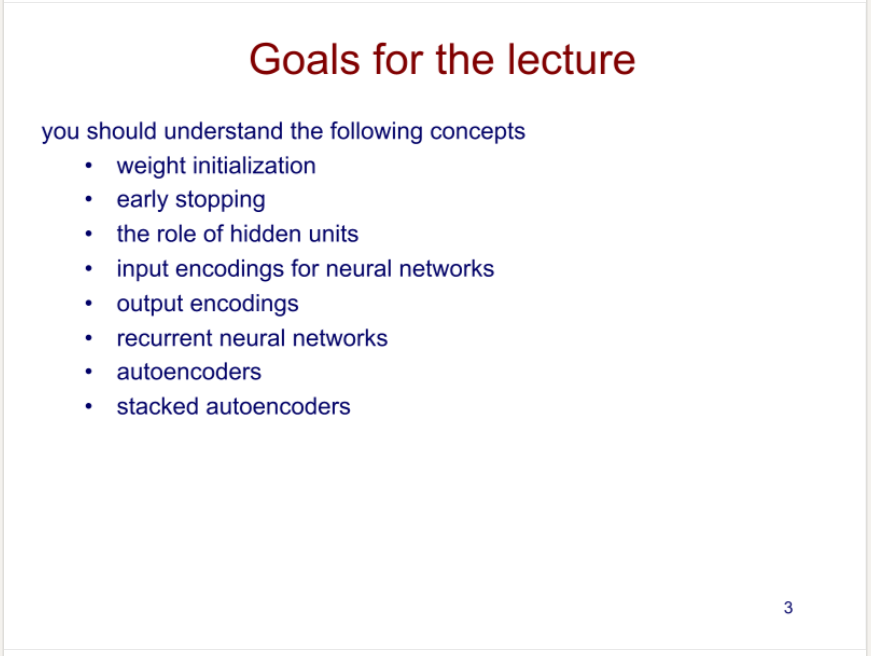 Goals for the lecture
you should understand the following concepts
• weight initialization
• early stopping
• the role of hidden units
• input encodings for neural networks
• output encodings
• recurrent neural networks
• autoencoders
• stacked autoencoders
3